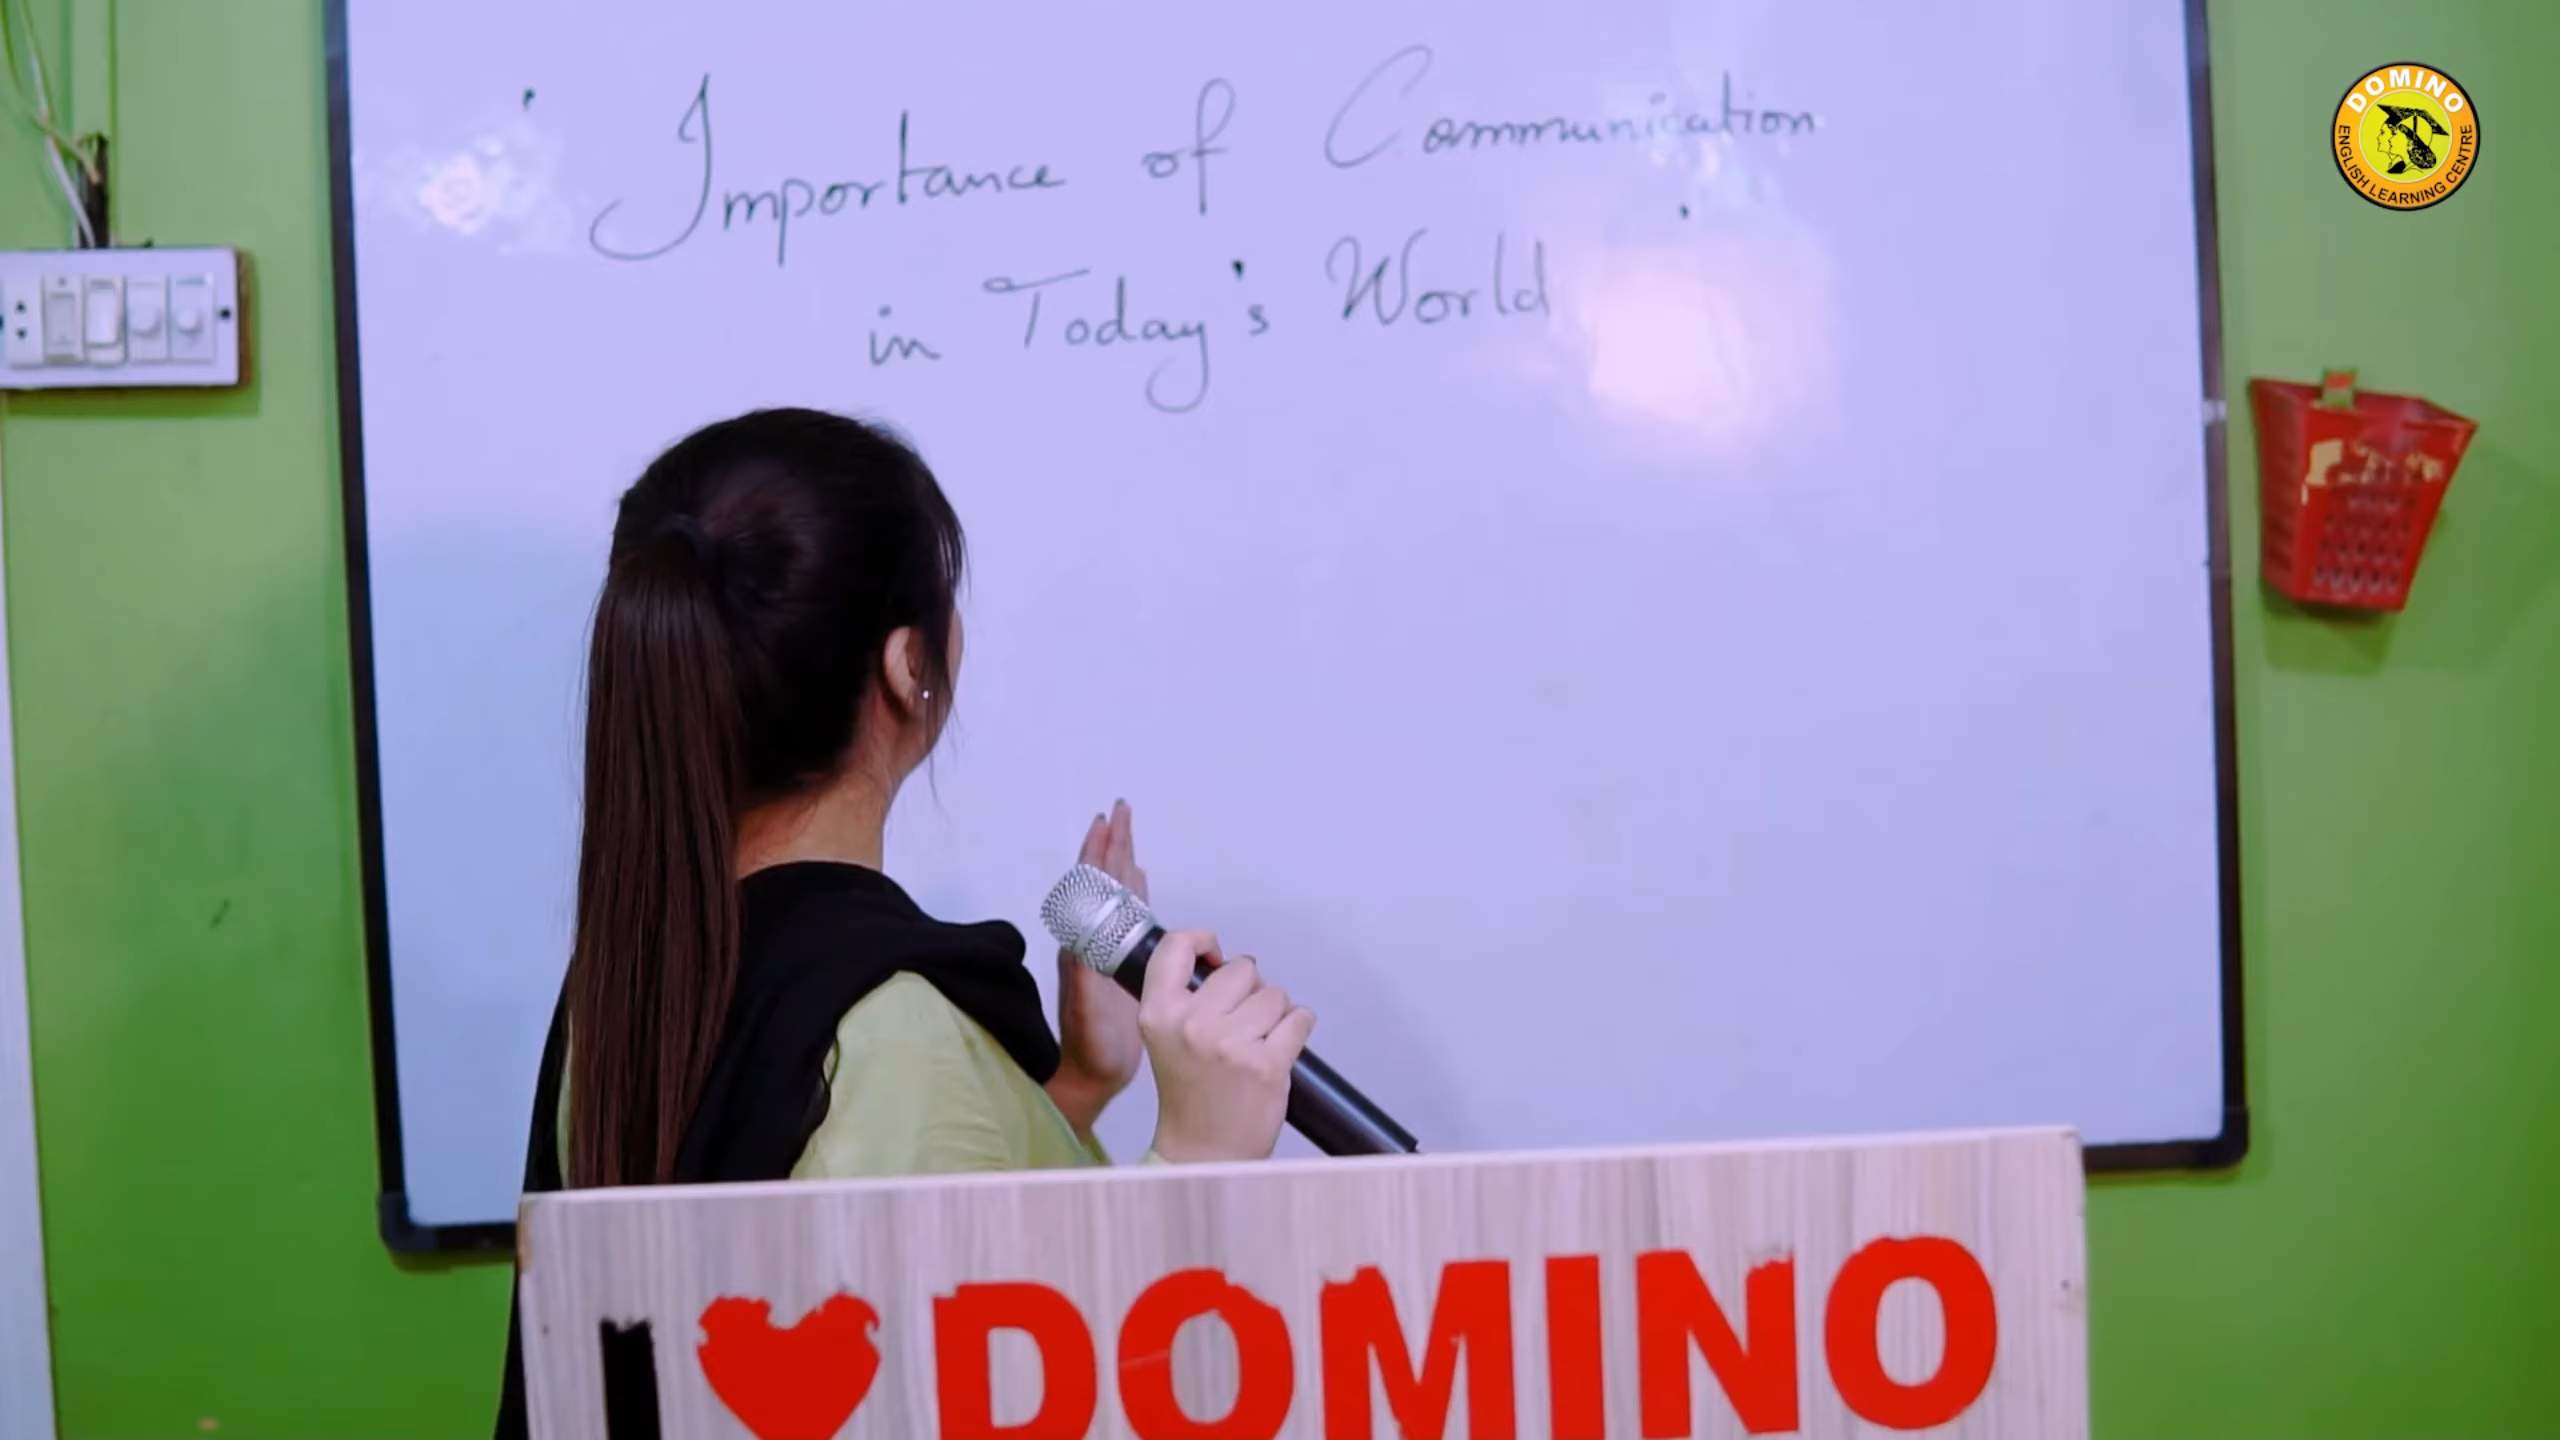 Importance of Communication
in Today's World
DOMINO
ENGLISH LEARNING CENTRE
I ♥ DOMINO